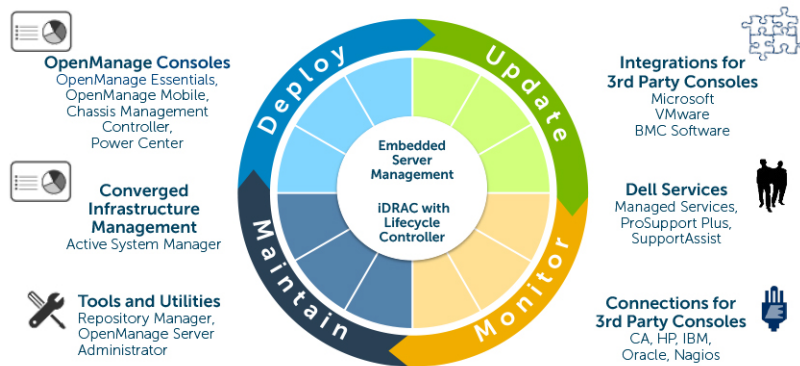 OpenManage Consoles
OpenManage Essentials,
OpenManage Mobile,
Chassis Management
Controller,
Power Center
Converged
Infrastructure
Management
Active System Manager
Tools and Utilities
Repository Manager,
OpenManage Server
Administrator
Deploy
Update
Maintain
Monitor
Embedded
Server
Management
iDRAC with
Lifecycle
Controller
Integrations for
3rd Party Consoles
Microsoft
VMware
BMC Software
Dell Services
Managed Services,
ProSupport Plus,
SupportAssist
Connections for
3rd Party Consoles
CA, HP, IBM,
Oracle, Nagios